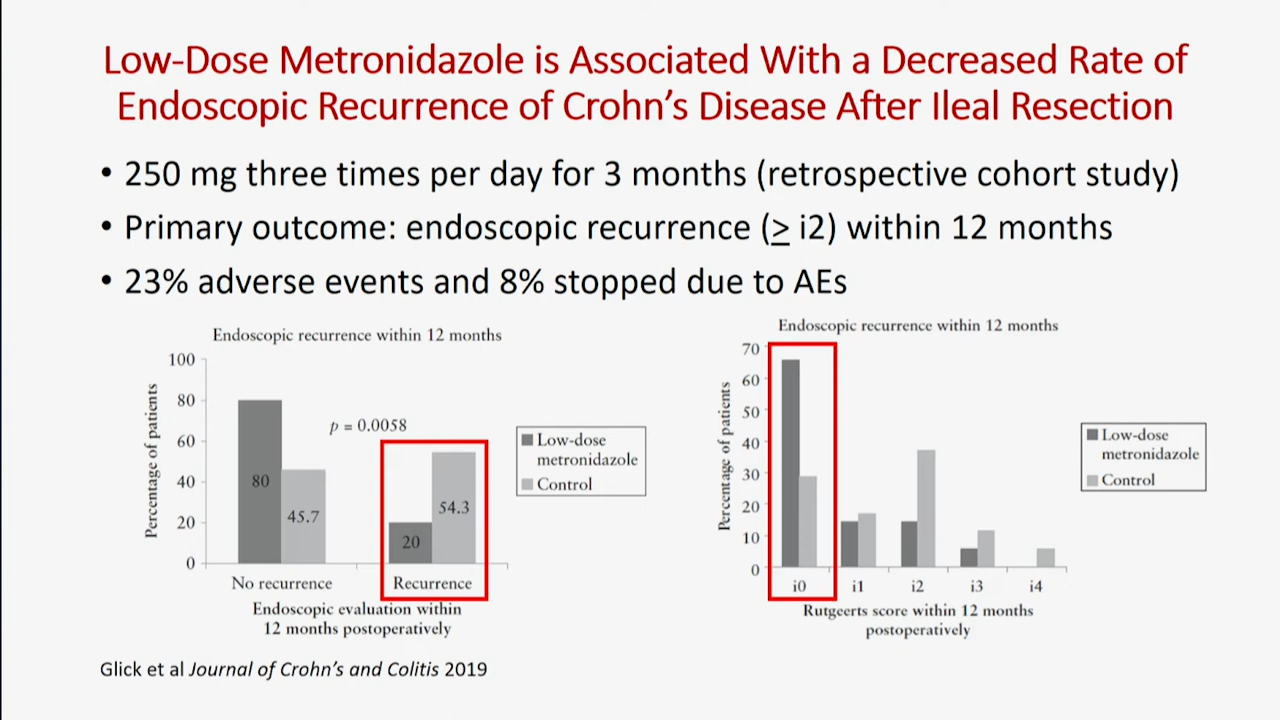 Low-Dose Metronidazole is Associated With a Decreased Rate of
Endoscopic Recurrence of Crohn's Disease After Ileal Resection
• 250 mg three times per day for 3 months (retrospective cohort study)
• Primary outcome: endoscopic recurrence (≥ i2) within 12 months
• 23% adverse events and 8% stopped due to AEs
Endoscopic recurrence within 12 months
100
80
60
40
20
0
Percentage of patients
p = 0.0058
80
45.7
20
54.3
No recurrence
Recurrence
Endoscopic evaluation within
12 months postoperatively
Low-dose
metronidazole
Control
Endoscopic recurrence within 12 months
70
60
50
40
30
20
10
0
Percentage of patients
i0
i1
i2
i3
i4
Rutgeerts score within 12 months
postoperatively
Low-dose
metronidazole
Control
Glick et al Journal of Crohn's and Colitis 2019